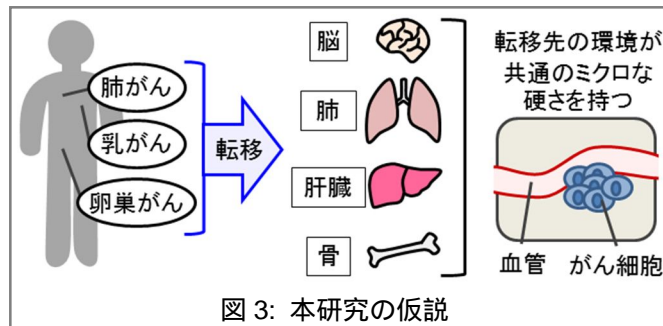 肺がん
乳がん
卵巣がん
転移
脳
肺
肝臓
骨
転移先の環境が
共通のミクロな
硬さを持つ
血管 がん細胞
図 3: 本研究の仮説